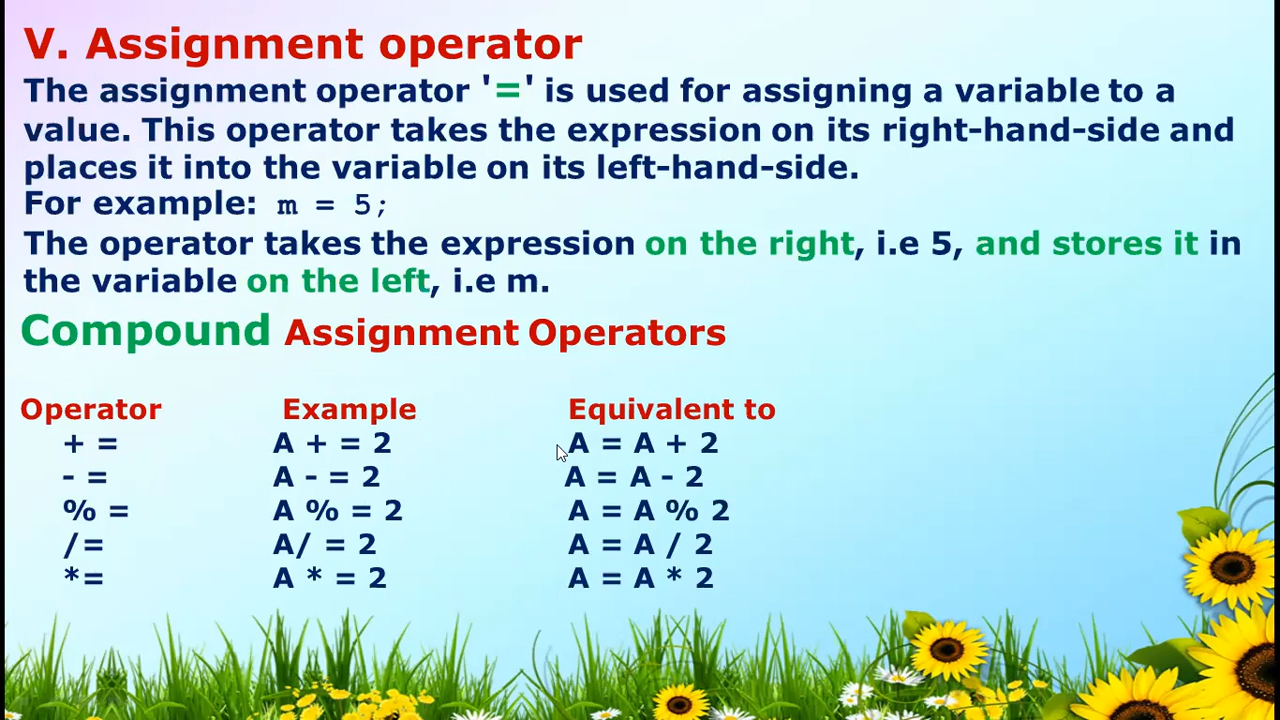 V. Assignment operator
The assignment operator '=' is used for assigning a variable to a
value. This operator takes the expression on its right-hand-side and
places it into the variable on its left-hand-side.
For example: m = 5;
The operator takes the expression on the right, i.e 5, and stores it in
the variable on the left, i.e m.
Compound Assignment Operators
Operator Example Equivalent to
+ = A + = 2 A = A + 2
- = A - = 2 A = A - 2
% = A % = 2 A = A % 2
/= A/ = 2 A = A / 2
*= A * = 2 A = A * 2